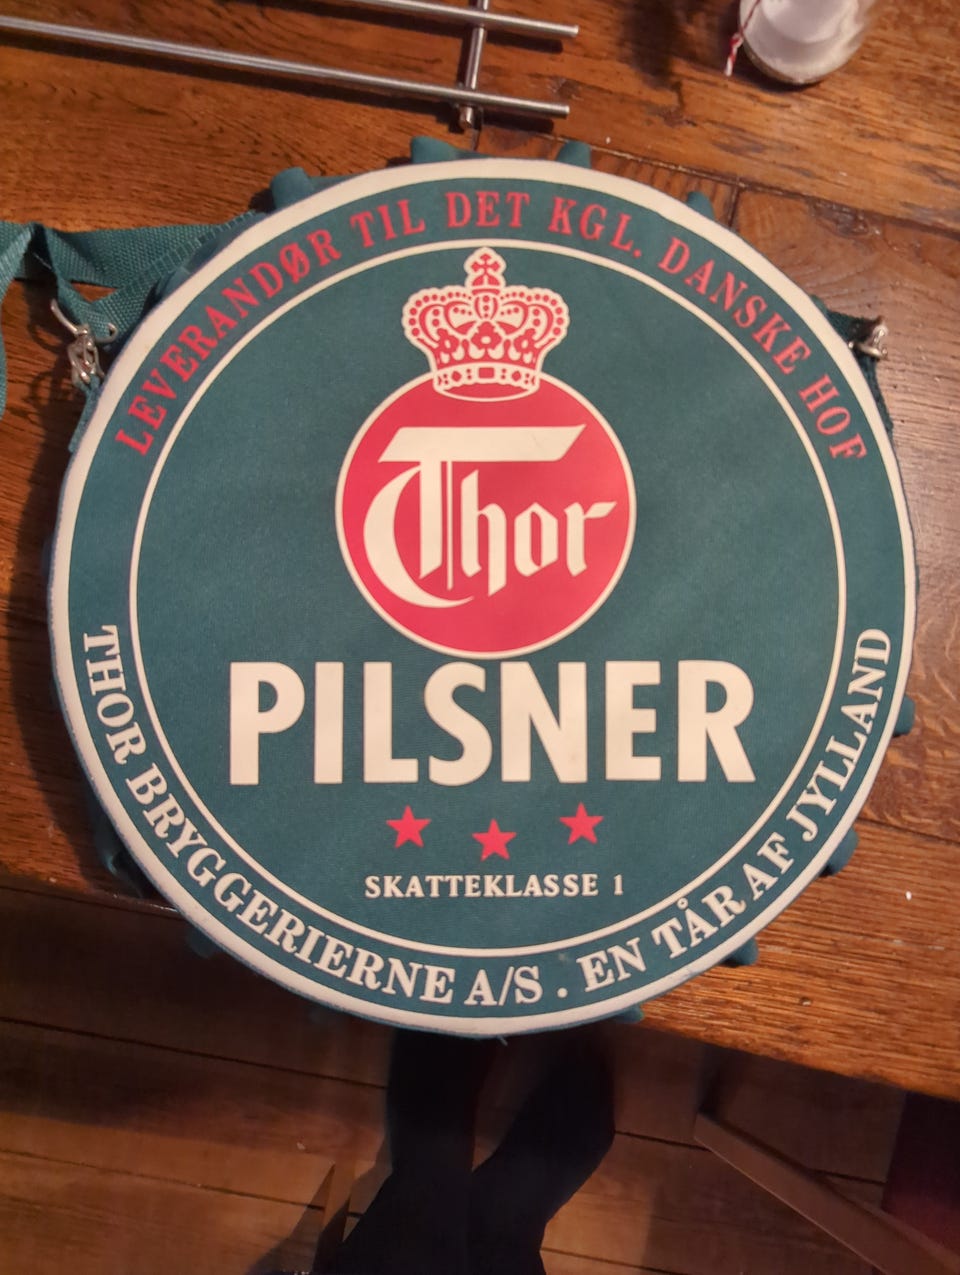 LEVERANDØR TIL DET KGL. DANSKE HOF
Thor
PILSNER
SKATTEKLASSE 1
THOR BRYGGERIERNE A/S . EN TÅR AF JYLLAND